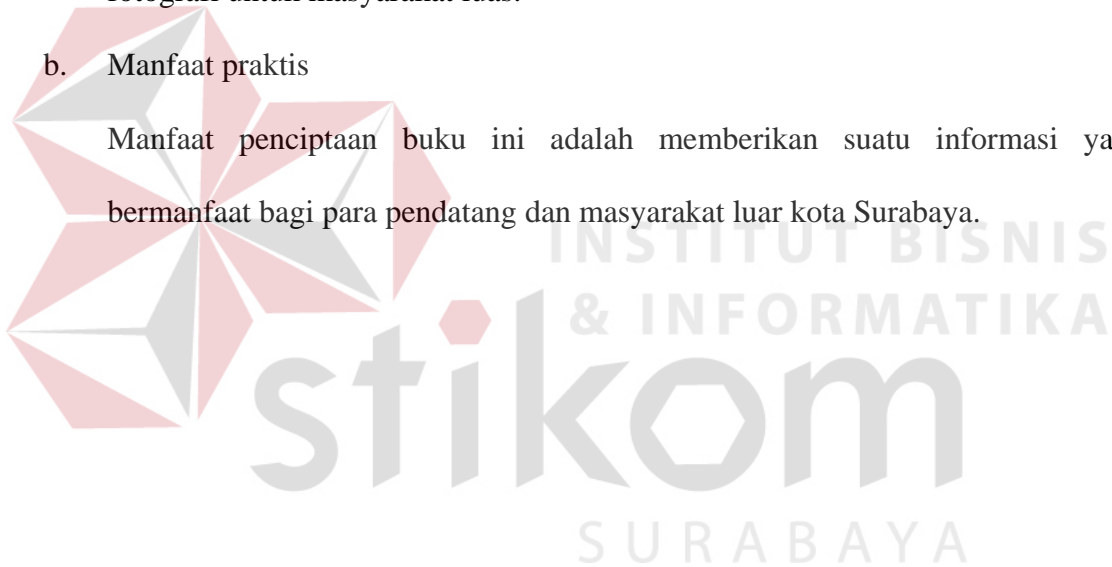 b. Manfaat praktis
Manfaat penciptaan buku ini adalah memberikan suatu informasi ya
bermanfaat bagi para pendatang dan masyarakat luar kota Surabaya.
INSTITUT BISNIS
& INFORMATIKA
stikom
SURABAYA